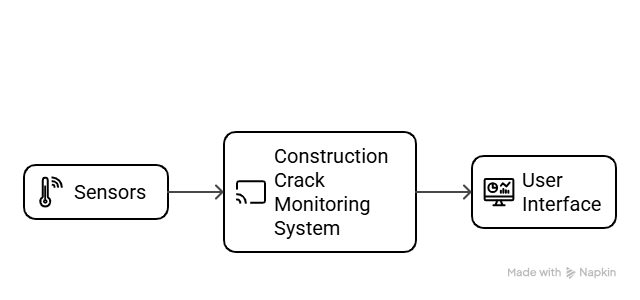 Sensors
Construction
Crack
Monitoring
System
User
Interface
Made with Napkin